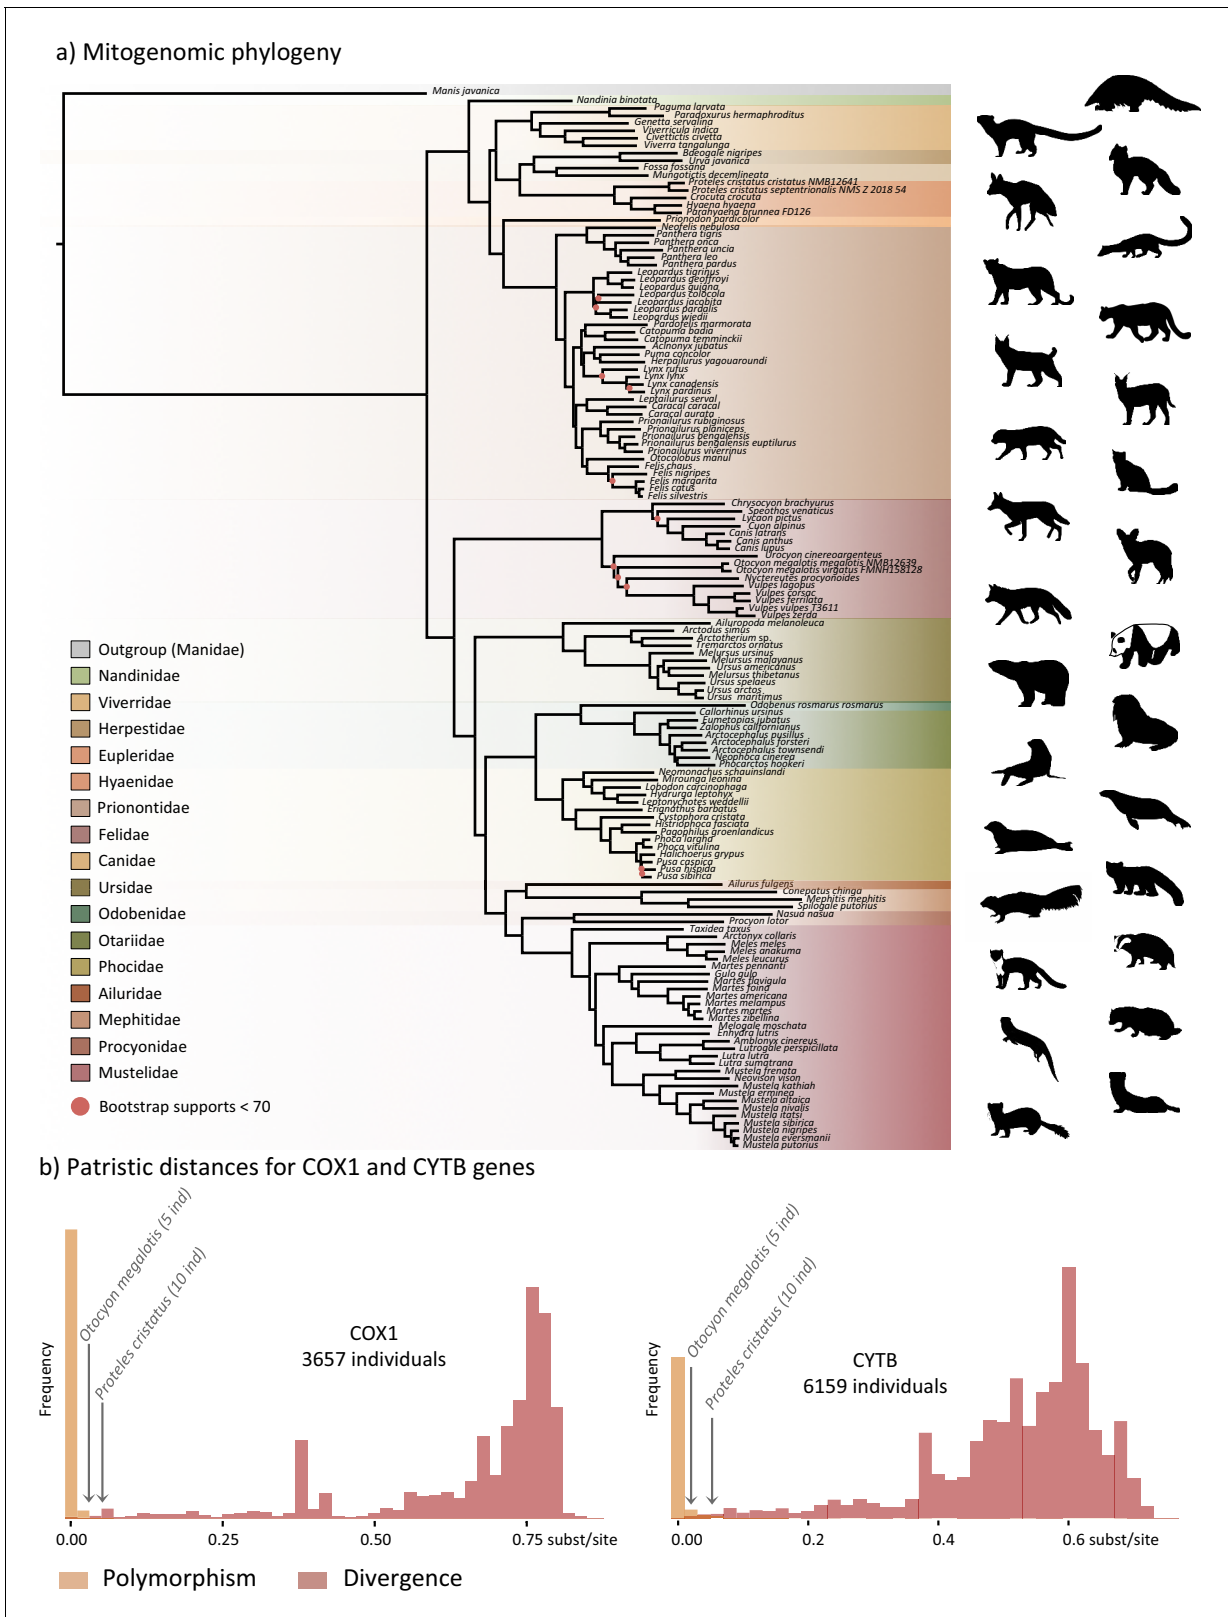 a) Mitogenomic phylogeny
Manis javanica
Nandinia binotata
Paguma larvata
Paradoxurus hermaphroditus
Genetta servalina
Viverricula indica
Civettictis civetta
Viverra tangalunga
Bdeogale nigripes
Urva javanica
Fossa fossana
Mungotictis decemlineata
Proteles cristatus cristatus NMB12641
Proteles cristatus septentrionalis NMS Z 2018 54
Crocuta crocuta
Hyaena hyaena
Parahyaena brunnea FD126
Prionodon pardicolor
Neofelis nebulosa
Panthera tigris
Panthera onca
Panthera uncia
Panthera leo
Panthera pardus
Leopardus tigrinus
Leopardus geoffroyi
Leopardus guigna
Leopardus colocola
Leopardus jacobita
Leopardus pardalis
Leopardus wiedii
Pardofelis marmorata
Catopuma badia
Catopuma temminckii
Acinonyx jubatus
Puma concolor
Herpailurus yagouaroundi
Lynx rufus
Lynx lynx
Lynx canadensis
Lynx pardinus
Leptailurus serval
Caracal caracal
Caracal aurata
Prionailurus rubiginosus
Prionailurus planiceps
Prionailurus bengalensis
Prionailurus bengalensis euptilurus
Prionailurus viverrinus
Otocolobus manul
Felis chaus
Felis nigripes
Felis margarita
Felis catus
Felis silvestris
Chrysocyon brachyurus
Speothos venaticus
Lycaon pictus
Cuon alpinus
Canis latrans
Canis anthus
Canis lupus
Urocyon cinereoargenteus
Otocyon megalotis megalotis NMB12639
Otocyon megalotis virgatus FMNH158128
Nyctereutes procyonoides
Vulpes lagopus
Vulpes corsac
Vulpes ferrilata
Vulpes vulpes T3611
Vulpes zerda
Ailuropoda melanoleuca
Arctodus simus
Arctotherium sp.
Tremarctos ornatus
Melursus ursinus
Melursus malayanus
Ursus americanus
Melursus thibetanus
Ursus spelaeus
Ursus arctos
Ursus maritimus
Odobenus rosmarus rosmarus
Callorhinus ursinus
Eumetopias jubatus
Zalophus californianus
Arctocephalus pusillus
Arctocephalus forsteri
Arctocephalus townsendi
Neophoca cinerea
Phocarctos hookeri
Neomonachus schauinslandi
Mirounga leonina
Lobodon carcinophaga
Hydrurga leptonyx
Leptonychotes weddellii
Erignathus barbatus
Cystophora cristata
Histriophoca fasciata
Pagophilus groenlandicus
Phoca largha
Phoca vitulina
Halichoerus grypus
Pusa caspica
Pusa hispida
Pusa sibirica
Ailurus fulgens
Conepatus chinga
Mephitis mephitis
Spilogale putorius
Nasua nasua
Procyon lotor
Taxidea taxus
Arctonyx collaris
Meles meles
Meles anakuma
Meles leucurus
Martes pennanti
Gulo gulo
Martes flavigula
Martes foina
Martes americana
Martes melampus
Martes martes
Martes zibellina
Melogale moschata
Enhydra lutris
Amblonyx cinereus
Lutrogale perspicillata
Lutra lutra
Lutra sumatrana
Mustela frenata
Neovison vison
Mustela kathiah
Mustela erminea
Mustela altaica
Mustela nivalis
Mustela itatsi
Mustela sibirica
Mustela nigripes
Mustela eversmanii
Mustela putorius
Outgroup (Manidae)
Nandinidae
Viverridae
Herpestidae
Eupleridae
Hyaenidae
Prionontidae
Felidae
Canidae
Ursidae
Odobenidae
Otariidae
Phocidae
Ailuridae
Mephitidae
Procyonidae
Mustelidae
Bootstrap supports < 70
b) Patristic distances for COX1 and CYTB genes
Frequency
Otocyon megalotis (5 ind)
Proteles cristatus (10 ind)
COX1
3657 individuals
0.00 0.25 0.50 0.75 subst/site
Frequency
Otocyon megalotis (5 ind)
Proteles cristatus (10 ind)
CYTB
6159 individuals
0.00 0.2 0.4 0.6 subst/site
Polymorphism Divergence